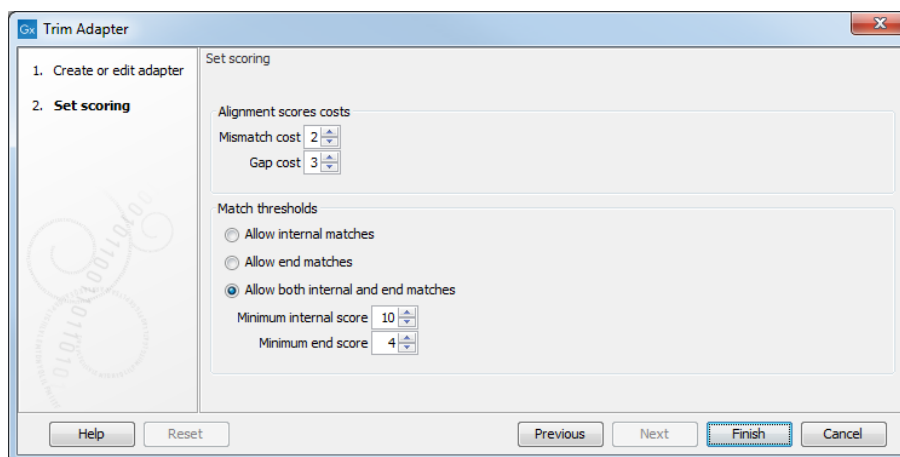 Gx Trim Adapter
1. Create or edit adapter
2. Set scoring
Set scoring
Alignment scores costs
Mismatch cost 2
Gap cost 3
Match thresholds
Allow internal matches
Allow end matches
Allow both internal and end matches
Minimum internal score 10
Minimum end score 4
Help Reset Previous Next Finish Cancel